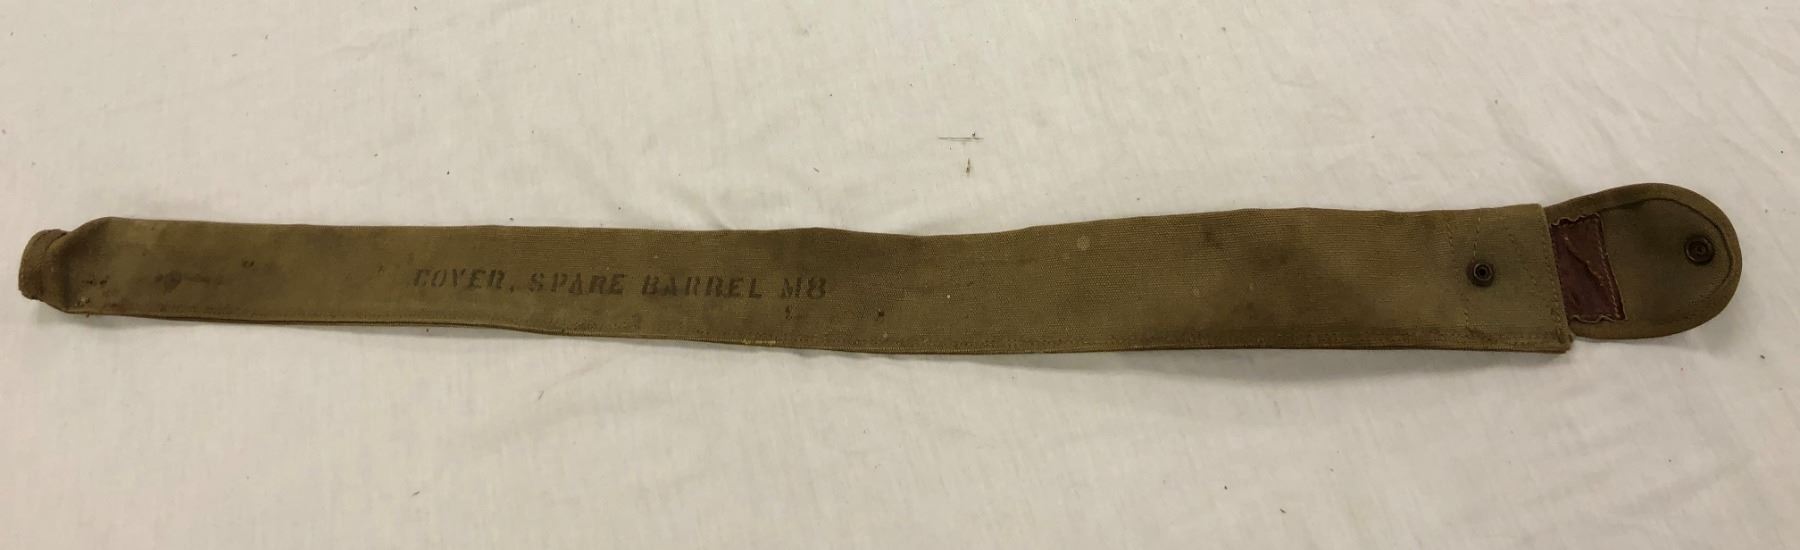 COVER, SPARE BARREL M8